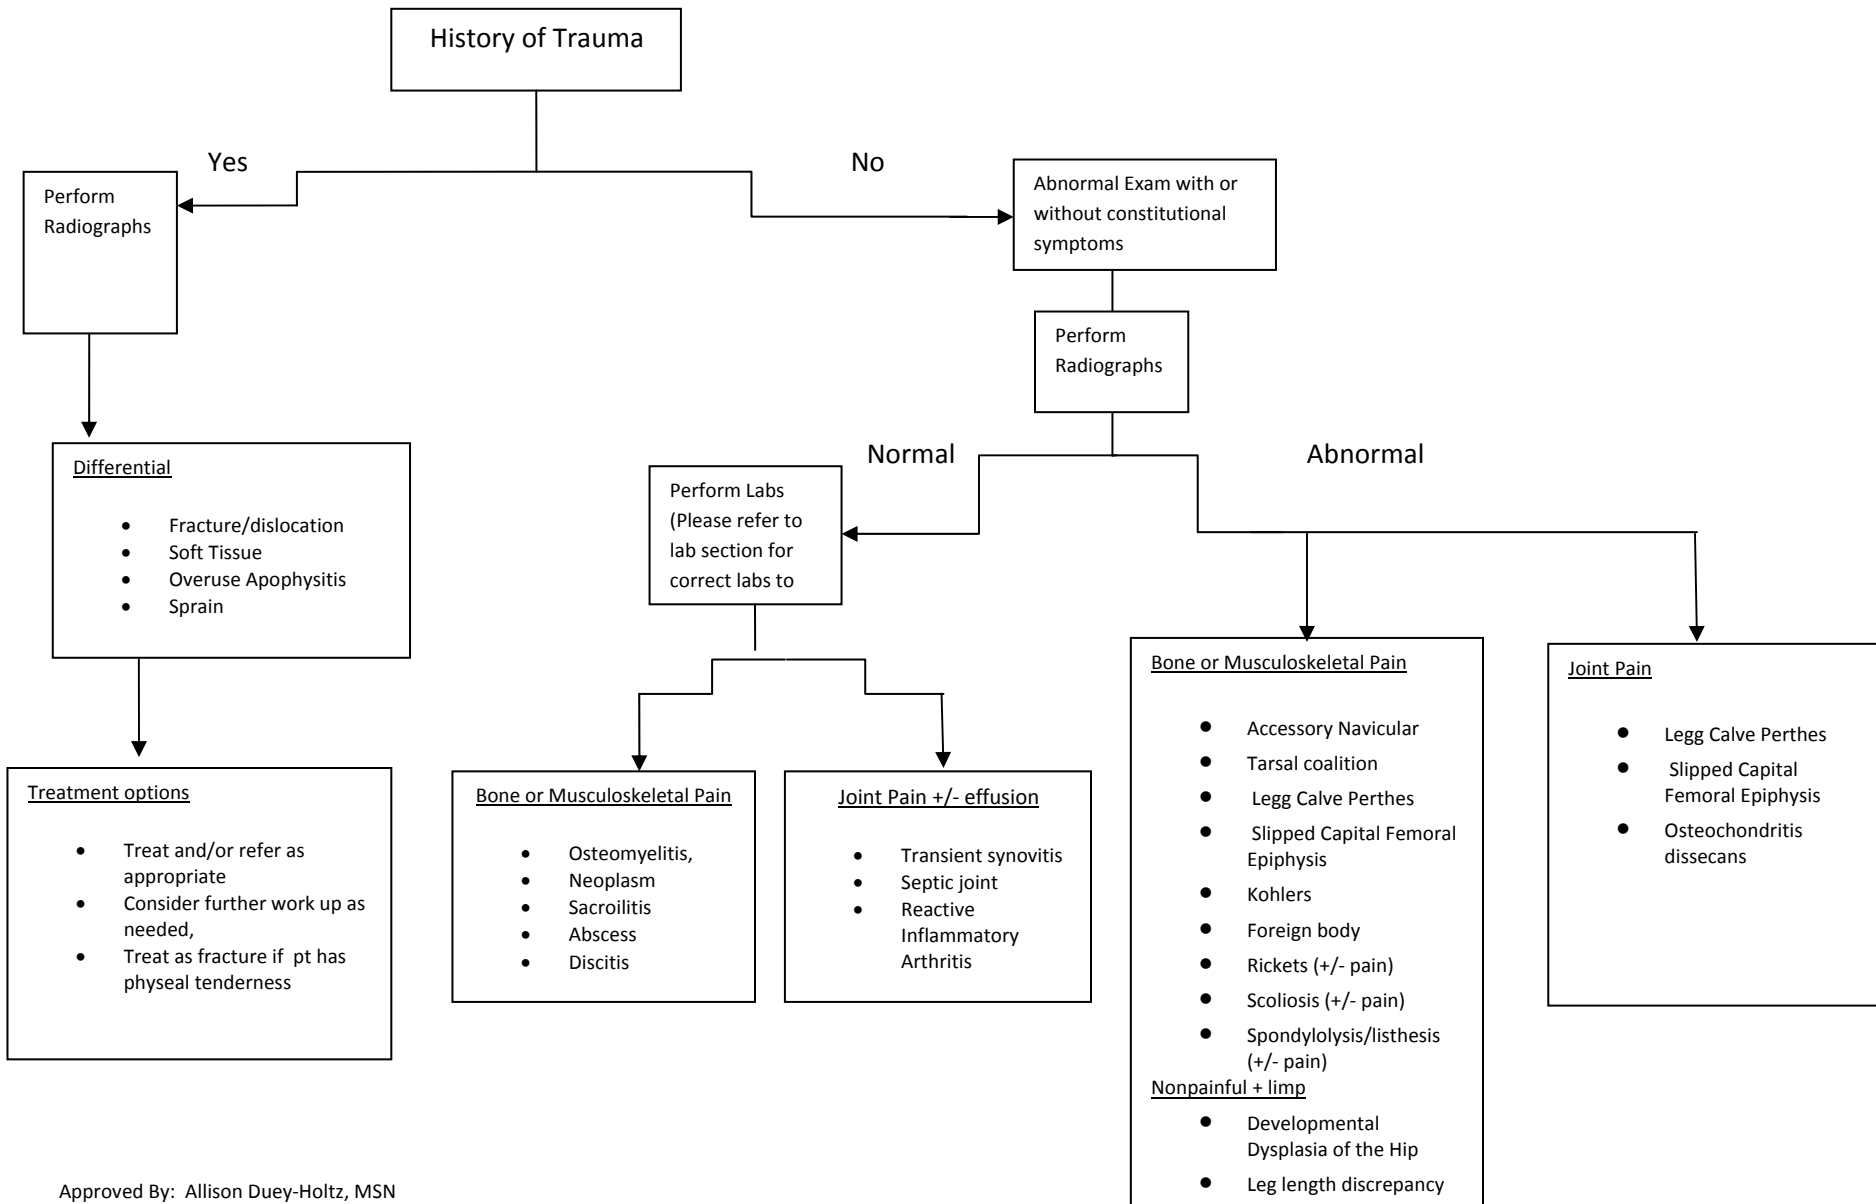 History of Trauma
Yes
No
Perform
Radiographs
Abnormal Exam with or
without constitutional
symptoms
Perform
Radiographs
Normal
Abnormal
Differential
• Fracture/dislocation
• Soft Tissue
• Overuse Apophysitis
• Sprain
Perform Labs
(Please refer to
lab section for
correct labs to
Treatment options
• Treat and/or refer as
appropriate
• Consider further work up as
needed,
• Treat as fracture if pt has
physeal tenderness
Bone or Musculoskeletal Pain
• Osteomyelitis,
• Neoplasm
• Sacroilitis
• Abscess
• Discitis
Joint Pain +/- effusion
• Transient synovitis
• Septic joint
• Reactive
Inflammatory
Arthritis
Bone or Musculoskeletal Pain
• Accessory Navicular
• Tarsal coalition
• Legg Calve Perthes
• Slipped Capital Femoral
Epiphysis
• Kohlers
• Foreign body
• Rickets (+/- pain)
• Scoliosis (+/- pain)
• Spondylolysis/listhesis
(+/- pain)
Nonpainful + limp
• Developmental
Dysplasia of the Hip
• Leg length discrepancy
Joint Pain
• Legg Calve Perthes
• Slipped Capital
Femoral Epiphysis
• Osteochondritis
dissecans
Approved By: Allison Duey-Holtz, MSN